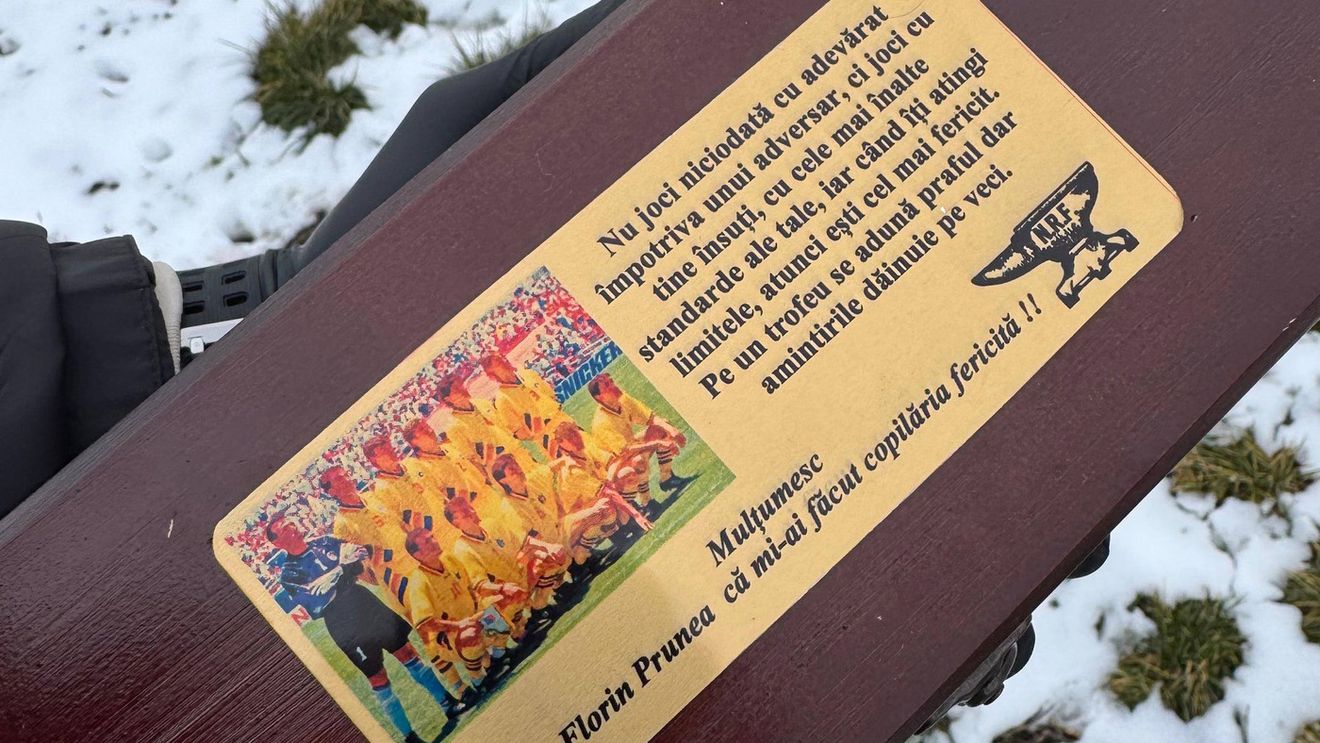 Nu joci niciodată cu adevărat
împotriva unui adversar, ci joci cu
tine însuți, cu cele mai înalte
standarde ale tale, iar când îți atingi
limitele, atunci ești cel mai fericit.
Pe un trofeu se adună praful dar
amintirile dăinuie pe veci.
N.R.F.
SNICKER
1
Mulțumesc
Florin Prunea că mi-ai făcut copilăria fericită !!